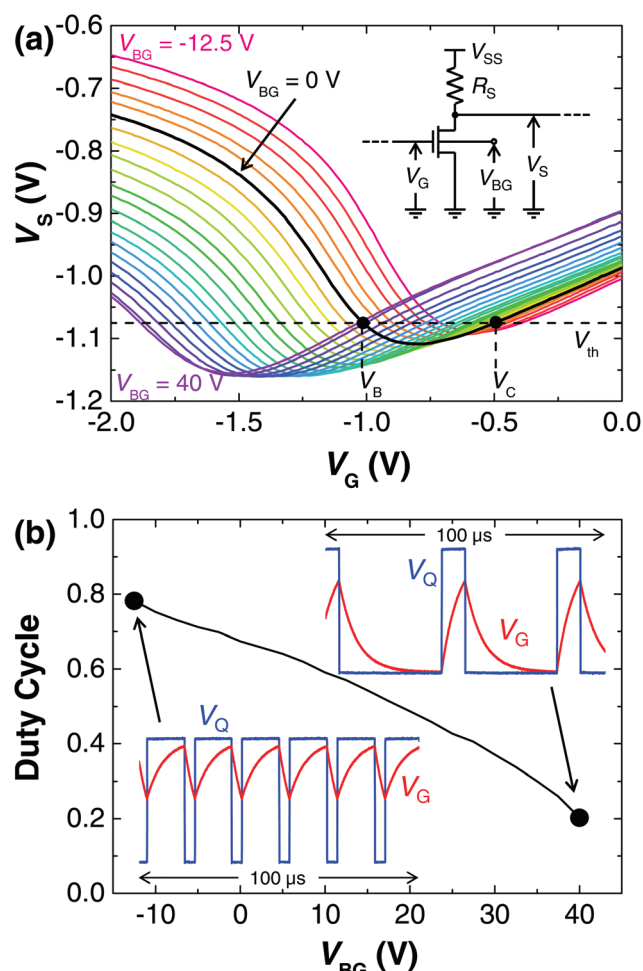 (a)
-0.6
-0.7
-0.8
-0.9
-1.0
-1.1
-1.2
V_S (V)
V_BG = -12.5 V
V_BG = 0 V
V_SS
R_S
V_G
V_BG
V_S
V_th
V_BG = 40 V
V_B
V_C
-2.0 -1.5 -1.0 -0.5 0.0
V_G (V)
(b)
1.0
0.8
0.6
0.4
0.2
0.0
Duty Cycle
100 µs
V_Q
V_G
V_Q
V_G
100 µs
-10 0 10 20 30 40
V_BG (V)